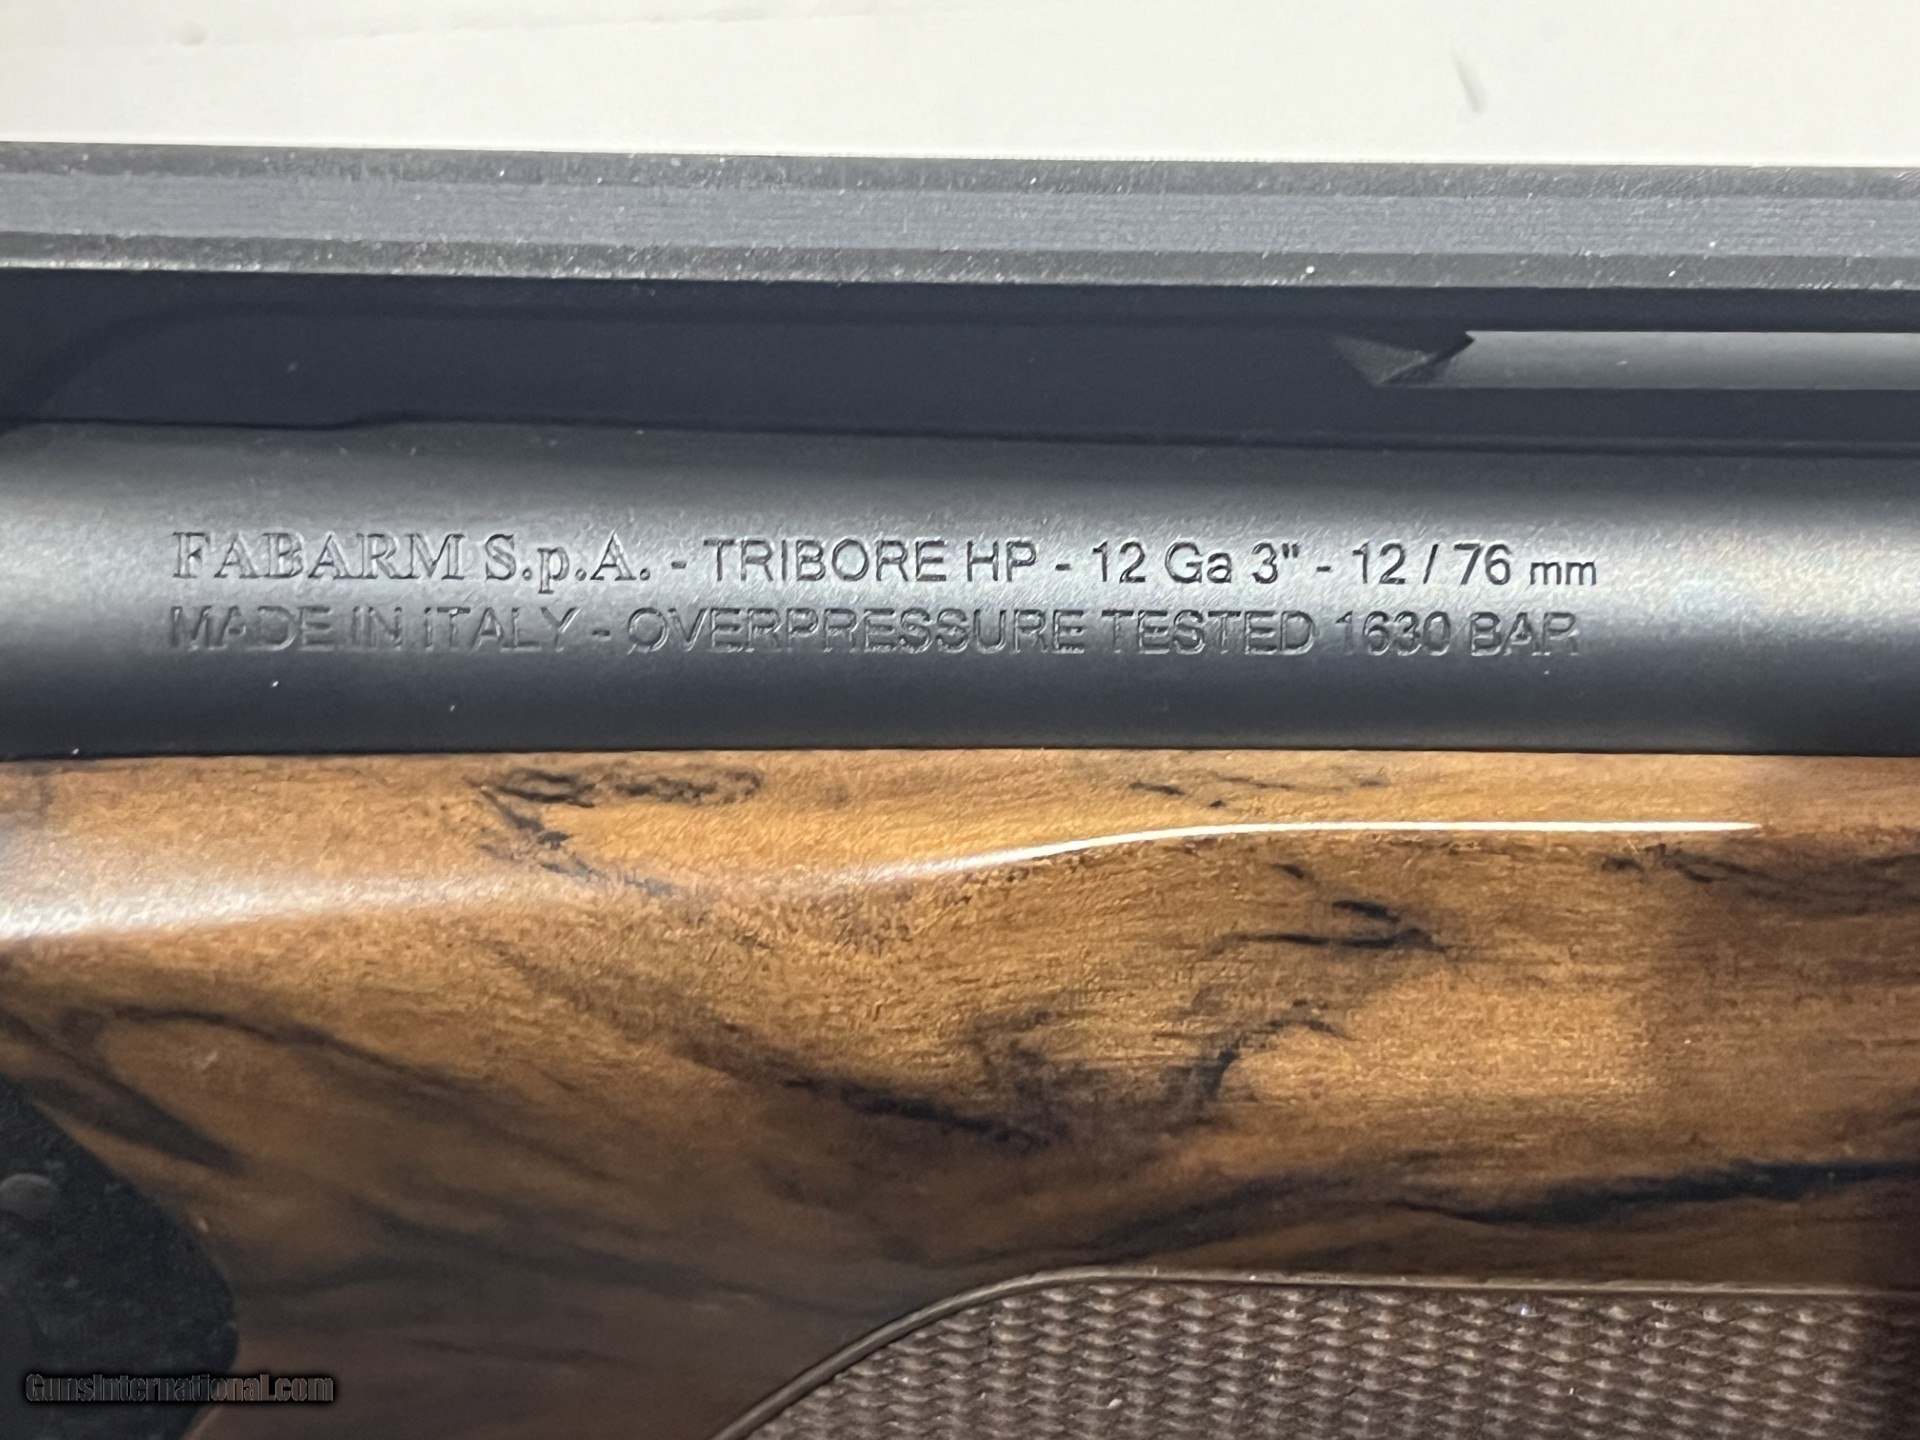 FABARM S.p.A. - TRIBORE HP - 12 Ga 3" - 12 / 76 mm
MADE IN ITALY - OVERPRESSURE TESTED 1630 BAR
GunsInternational.com